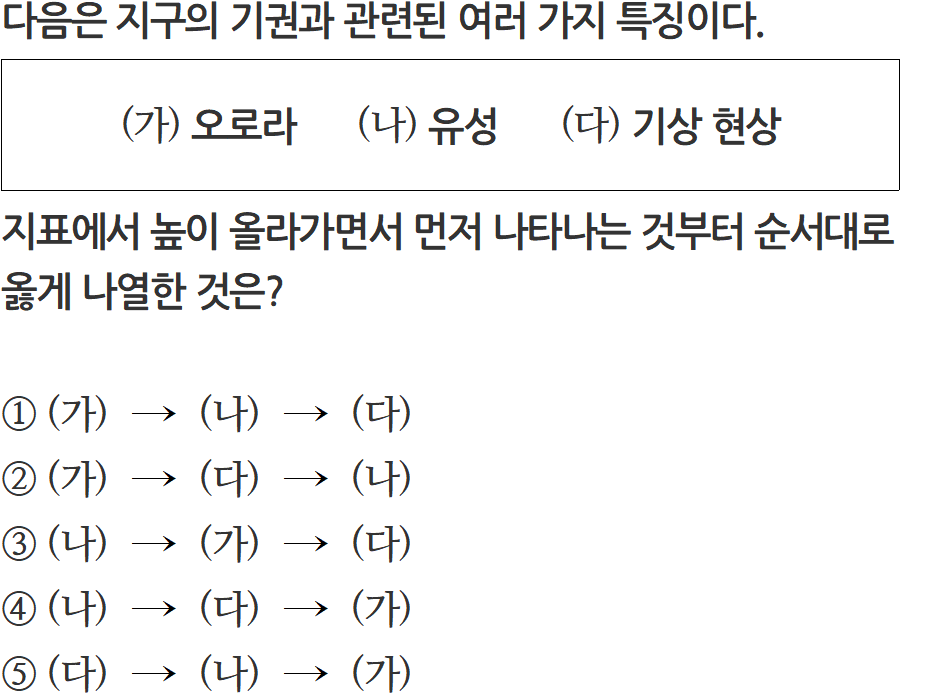 다음은 지구의 기권과 관련된 여러 가지 특징이다.
(가) 오로라 (나) 유성 (다) 기상 현상
지표에서 높이 올라가면서 먼저 나타나는 것부터 순서대로
옳게 나열한 것은?
① (가) → (나) → (다)
② (가) → (다) → (나)
③ (나) → (가) → (다)
④ (나) → (다) → (가)
⑤ (다) → (나) → (가)